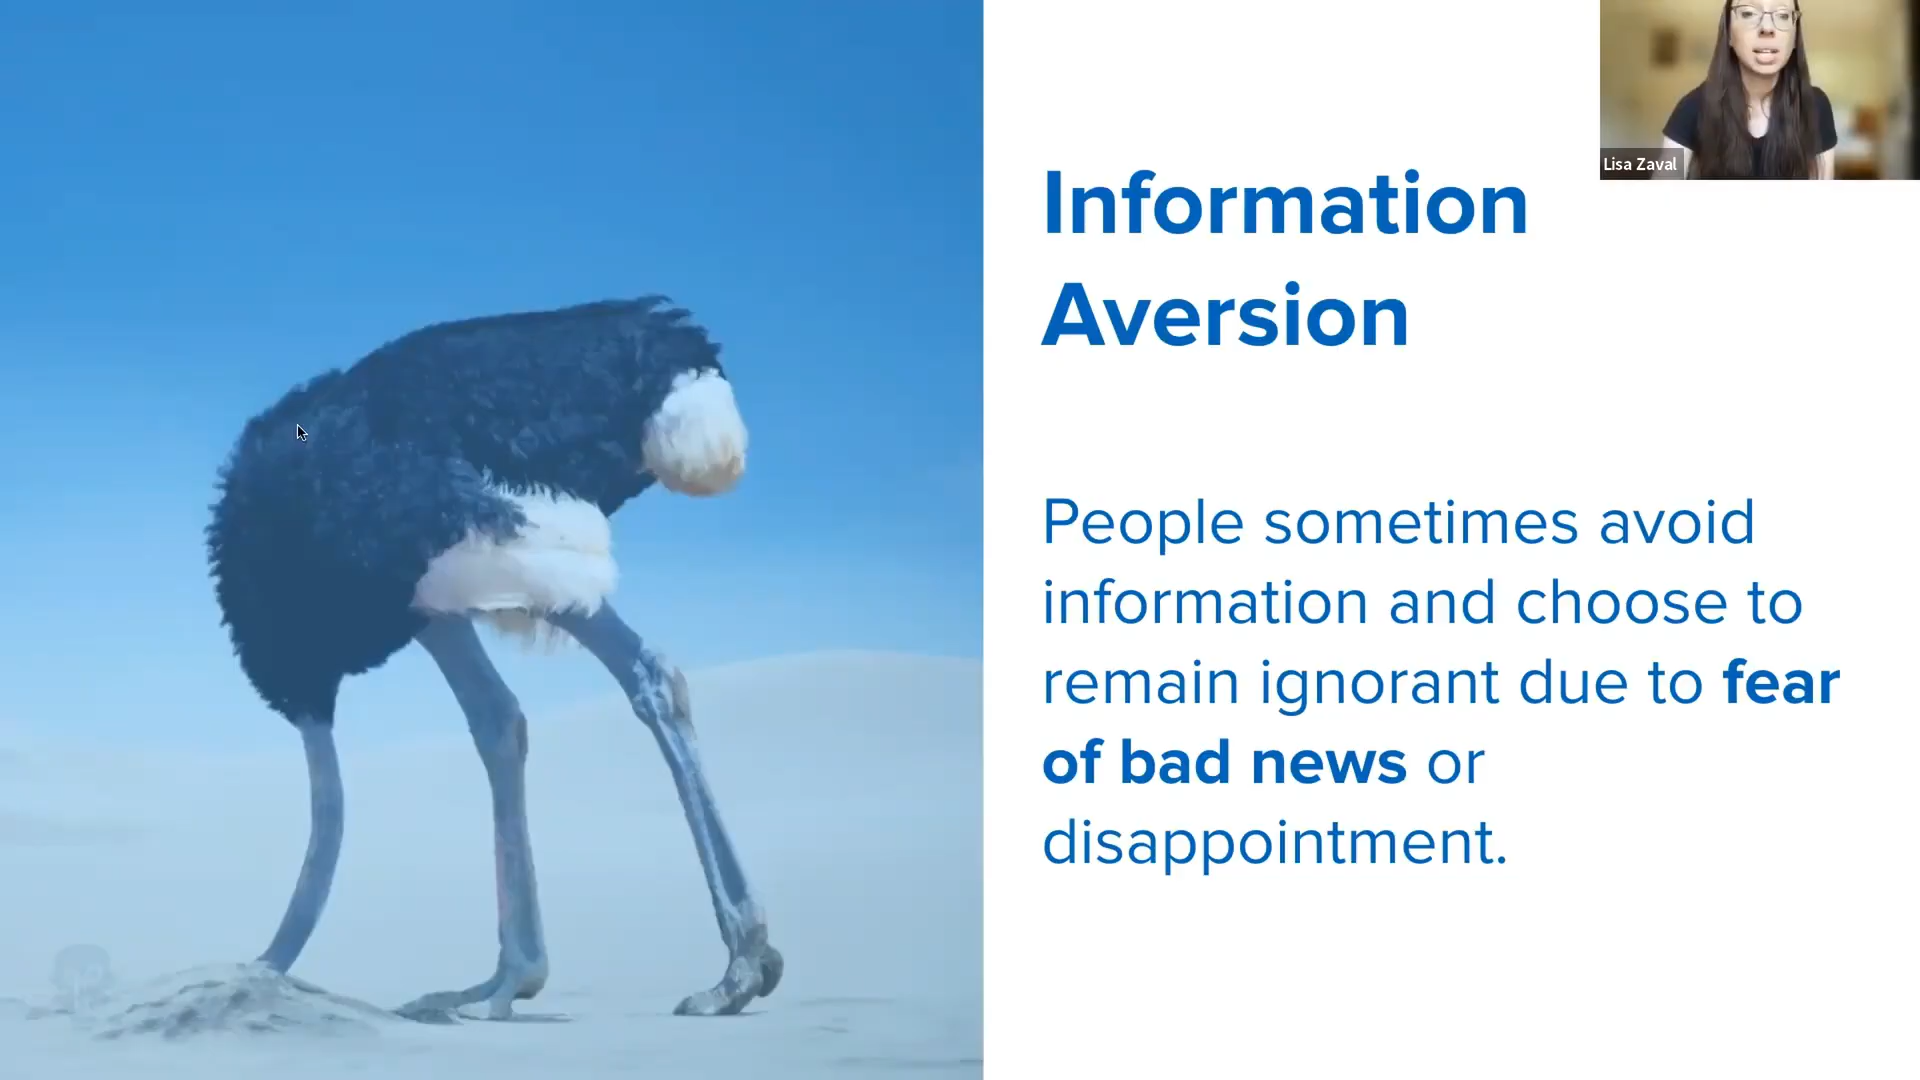 Lisa Zaval
Information
Aversion
People sometimes avoid
information and choose to
remain ignorant due to fear
of bad news or
disappointment.